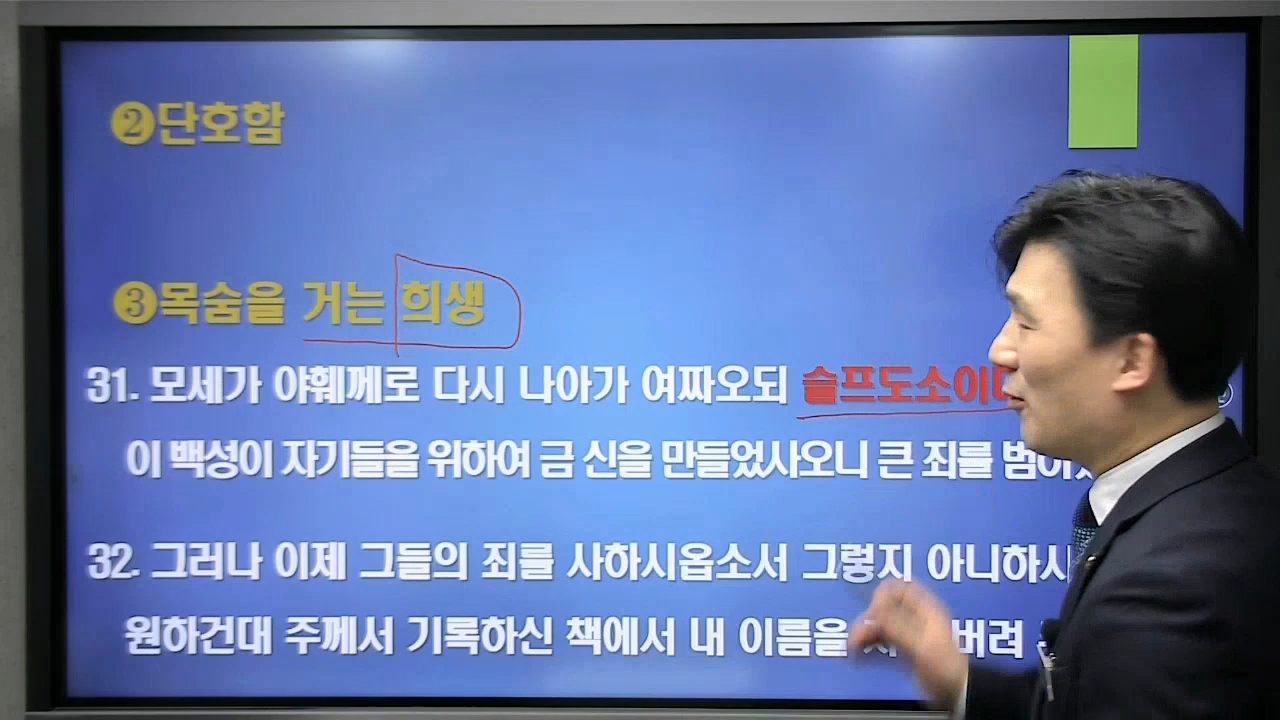 ❷단호함
❸목숨을 거는 희생
31. 모세가 야훼께로 다시 나아가 여짜오되 슬프도소이다
이 백성이 자기들을 위하여 금 신을 만들었사오니 큰 죄를
32. 그러나 이제 그들의 죄를 사하시옵소서 그렇지 아니하시
원하건대 주께서 기록하신 책에서 내 이름을 버려